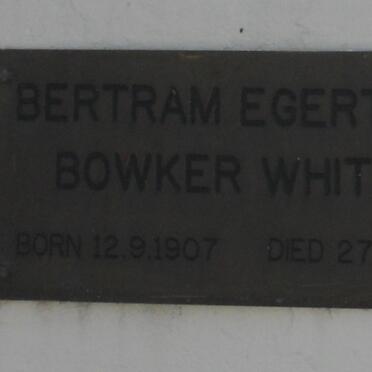 BERTRAM EGERT
BOWKER WHIT
BORN 12.9.1907 DIED 27